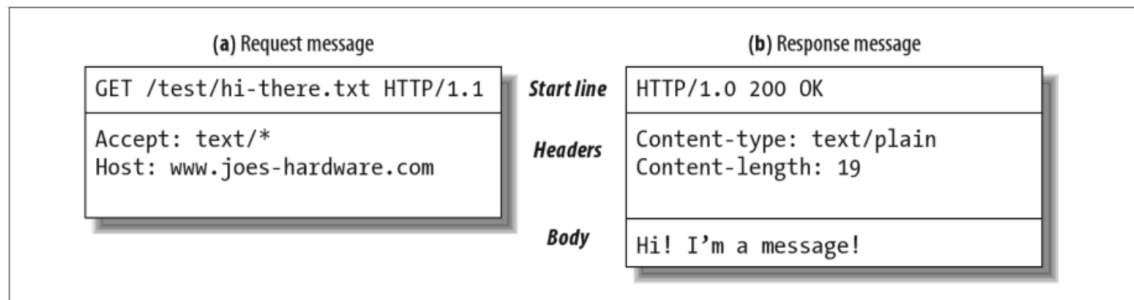 (a) Request message
GET /test/hi-there.txt HTTP/1.1
Accept: text/*
Host: www.joes-hardware.com
Start line
Headers
Body
(b) Response message
HTTP/1.0 200 OK
Content-type: text/plain
Content-length: 19
Hi! I’m a message!